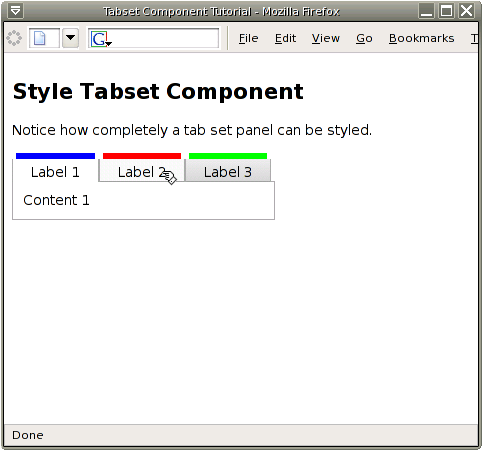 Tabset Component Tutorial - Mozilla Firefox
G File Edit View Go Bookmarks T
Style Tabset Component
Notice how completely a tab set panel can be styled.
Label 1 Label 2 Label 3
Content 1
Done